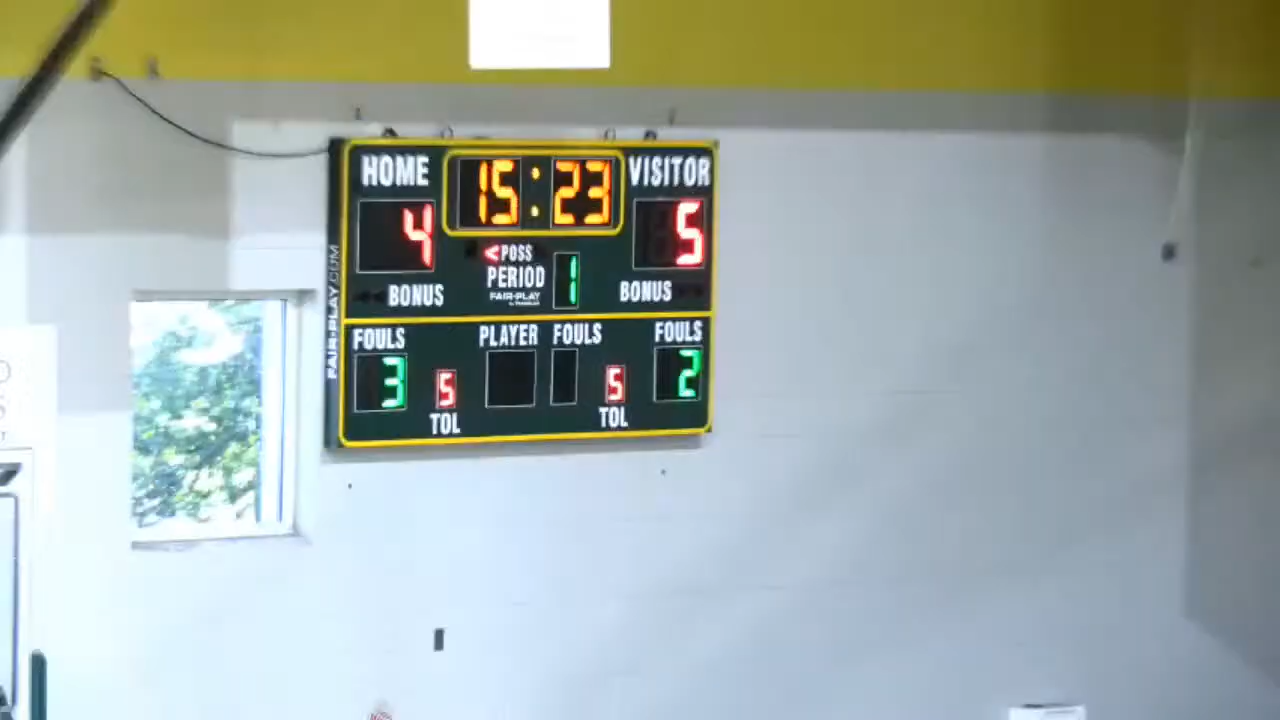 HOME 15:23 VISITOR
4 5
<POSS
PERIOD 1
BONUS FAIR-PLAY BONUS
FOULS PLAYER FOULS FOULS
3 5 5 2
TOL TOL
FAIR-PLAY.COM